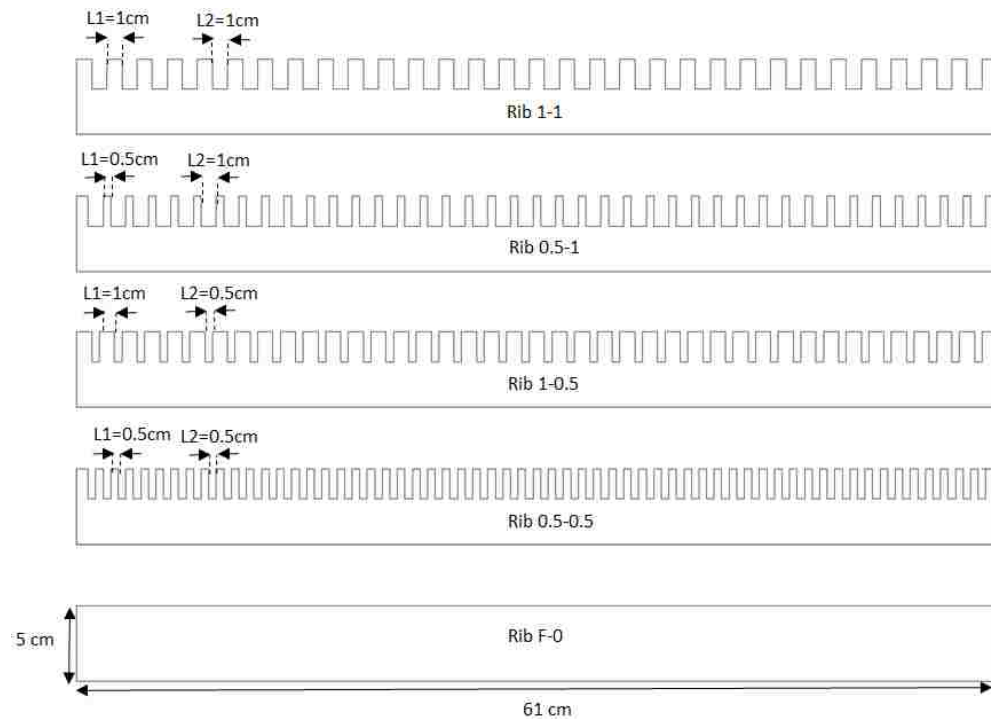 L1=1cm
L2=1cm
Rib 1-1
L1=0.5cm
L2=1cm
Rib 0.5-1
L1=1cm
L2=0.5cm
Rib 1-0.5
L1=0.5cm
L2=0.5cm
Rib 0.5-0.5
5 cm
Rib F-0
61 cm